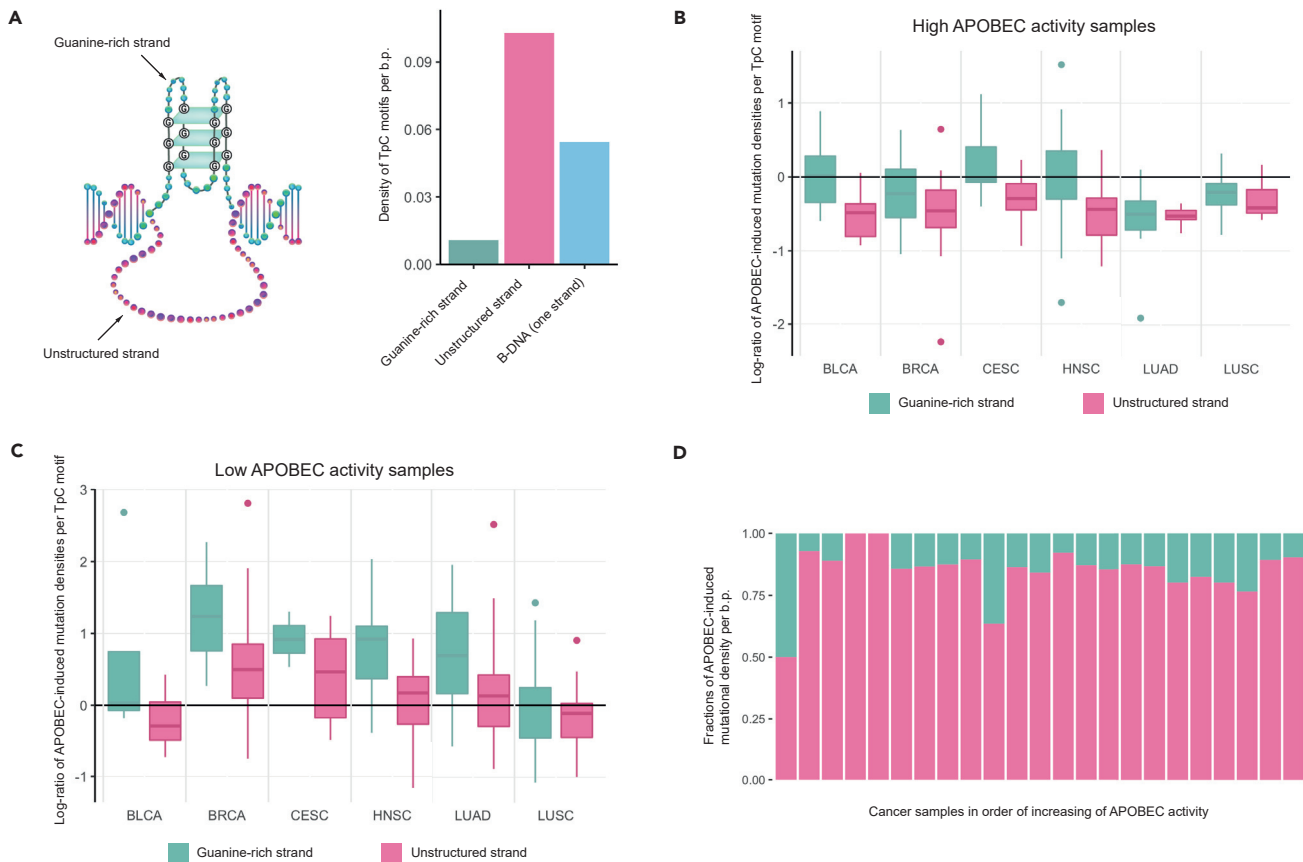 A
Guanine-rich strand
G G G G
G G G G
G G G G
Unstructured strand
Density of TpC motifs per b.p.
0.09
0.06
0.03
0.00
Guanine-rich strand
Unstructured strand
B-DNA (one strand)
B
High APOBEC activity samples
Log-ratio of APOBEC-induced mutation densities per TpC motif
1
0
-1
-2
BLCA BRCA CESC HNSC LUAD LUSC
Guanine-rich strand Unstructured strand
C
Low APOBEC activity samples
Log-ratio of APOBEC-induced mutation densities per TpC motif
3
2
1
0
-1
BLCA BRCA CESC HNSC LUAD LUSC
Guanine-rich strand Unstructured strand
D
Fractions of APOBEC-induced
mutational density per b.p.
1.00
0.75
0.50
0.25
0.00
Cancer samples in order of increasing of APOBEC activity